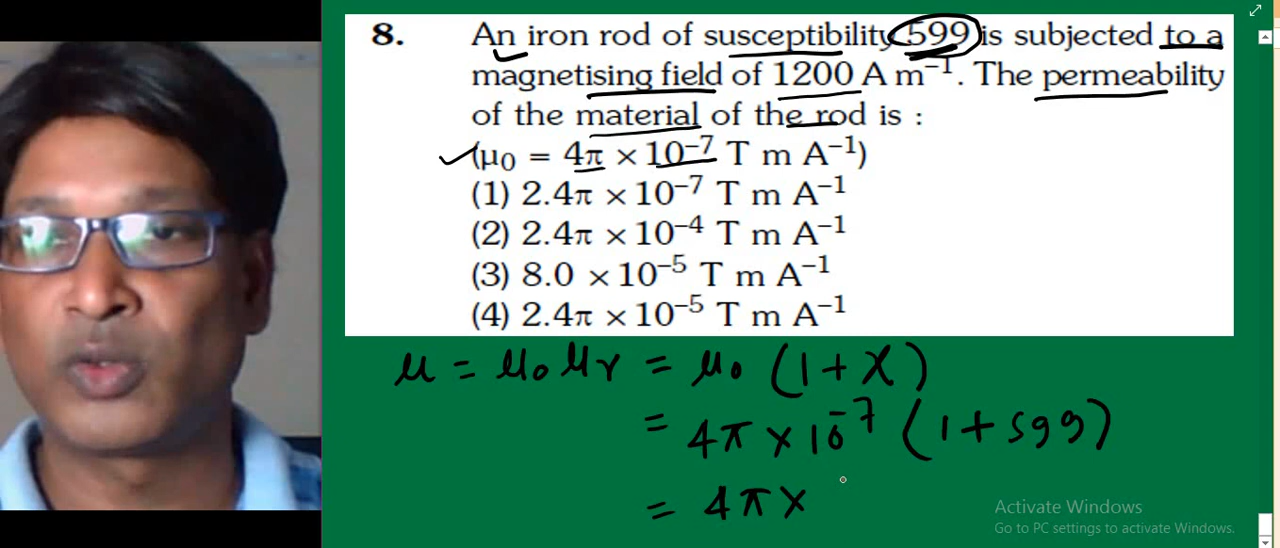 8. An iron rod of susceptibility 599 is subjected to a
magnetising field of 1200 A m⁻¹. The permeability
of the material of the rod is :
(μ₀ = 4π × 10⁻⁷ T m A⁻¹)
(1) 2.4π × 10⁻⁷ T m A⁻¹
(2) 2.4π × 10⁻⁴ T m A⁻¹
(3) 8.0 × 10⁻⁵ T m A⁻¹
(4) 2.4π × 10⁻⁵ T m A⁻¹
μ = μ₀ μr = μ₀ (1 + χ)
= 4π × 10⁻⁷ (1 + 599)
= 4π ×
Activate Windows
Go to PC settings to activate Windows.